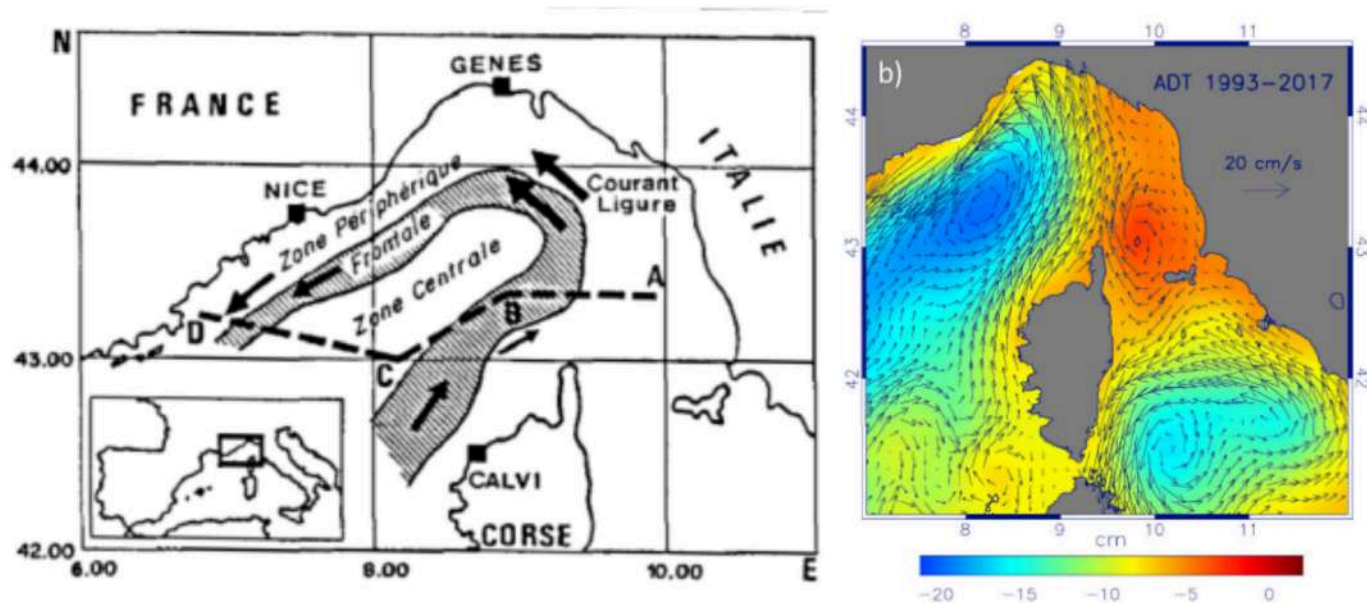 N
GENES
FRANCE
ITALIE
44.00
NICE
Zone Périphérique
Frontale
Zone Centrale
Courant
Ligure
A
B
C
D
43.00
CALVI
CORSE
42.00
6.00
8.00
10.00
E
8
9
10
11
b)
ADT 1993-2017
44
44
20 cm/s
43
43
42
42
8
9
10
11
cm
-20
-15
-10
-5
0